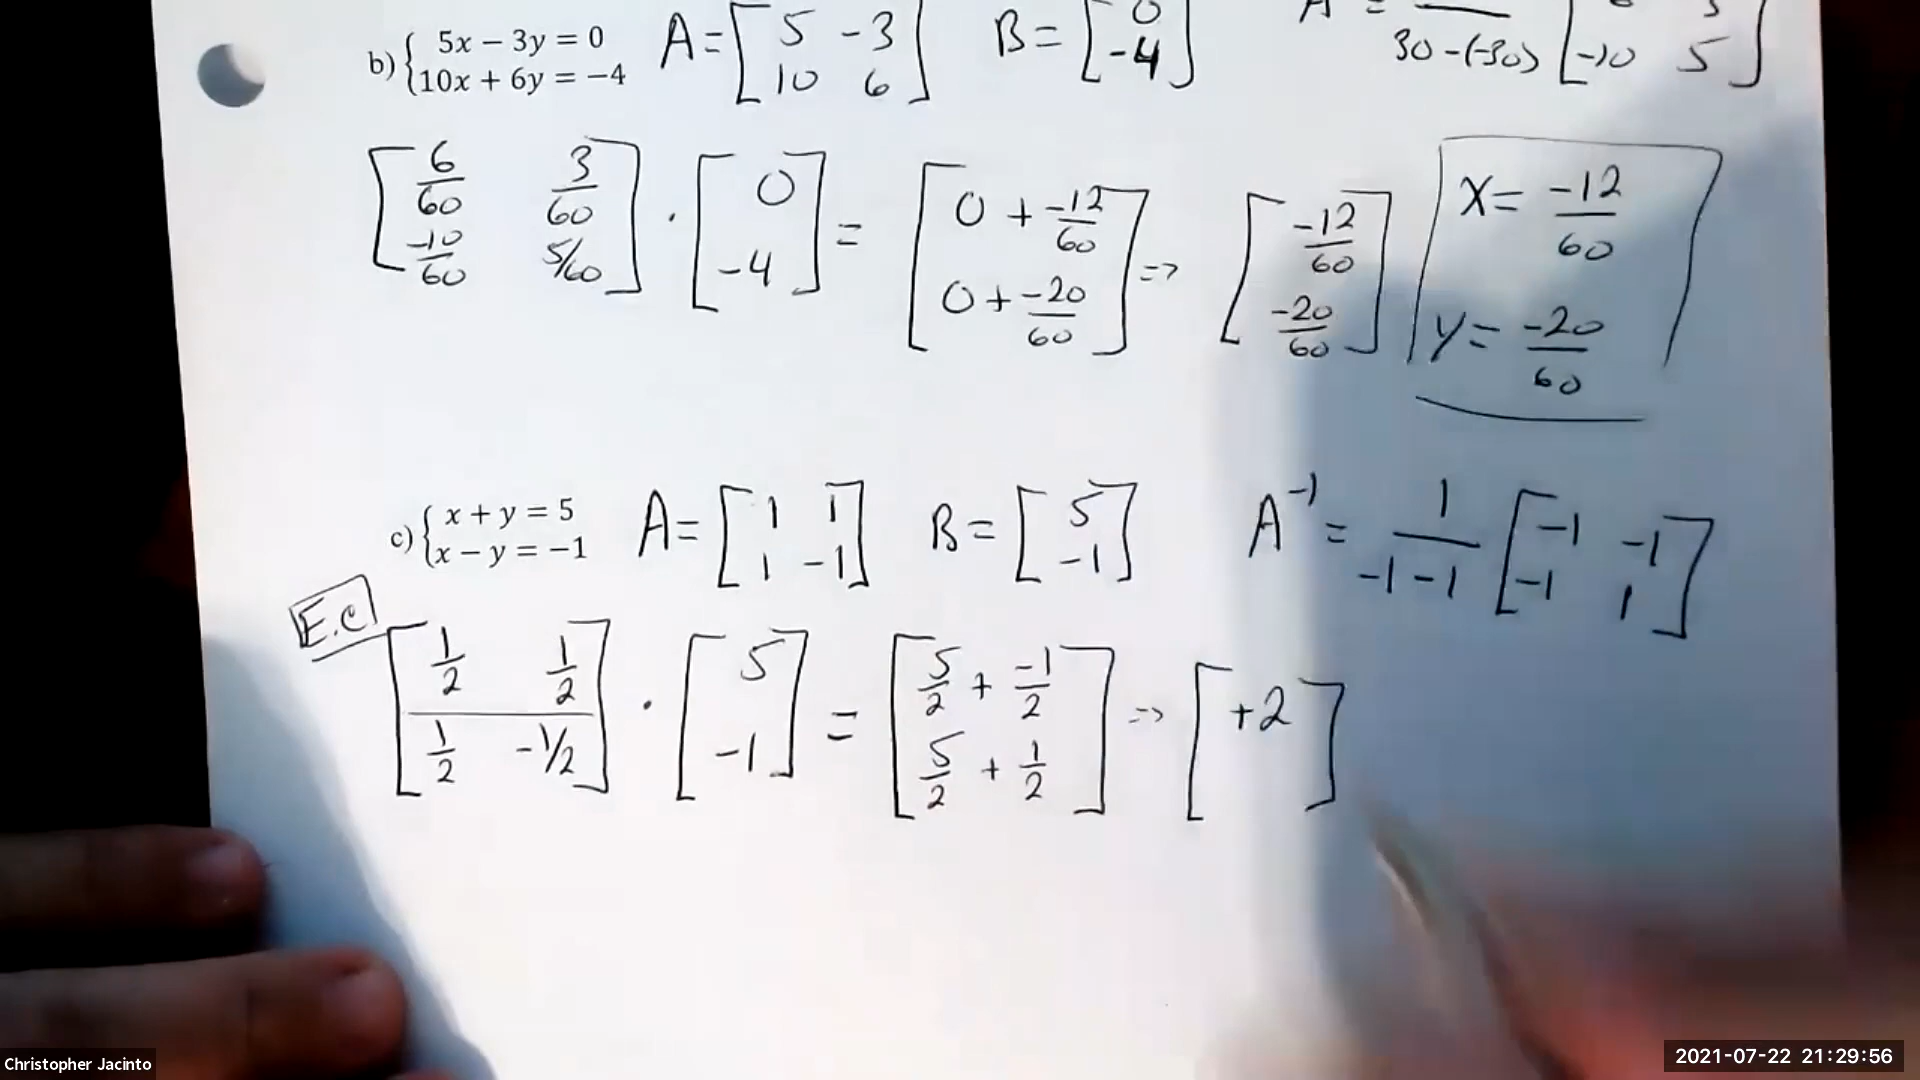 b) { 5x − 3y = 0 A = [ 5 -3 B = [ 0
10x + 6y = −4 10 6 ] -4 ] 30 -(-30) [ -10 5 ]
[ 6/60 3/60 · [ 0 = [ 0 + -12/60 => [ -12/60 x = -12/60
-10/60 5/60 ] -4 ] 0 + -20/60 ] -20/60 ] y = -20/60
c) { x + y = 5 A = [ 1 1 B = [ 5 A⁻¹ = 1 [ -1 -1
x − y = −1 1 -1 ] -1 ] -1 - 1 -1 1 ]
E.C
[ 1/2 1/2 · [ 5 = [ 5/2 + -1/2 => [ +2 ]
1/2 -1/2 ] -1 ] 5/2 + 1/2 ]
Christopher Jacinto
2021-07-22 21:29:56